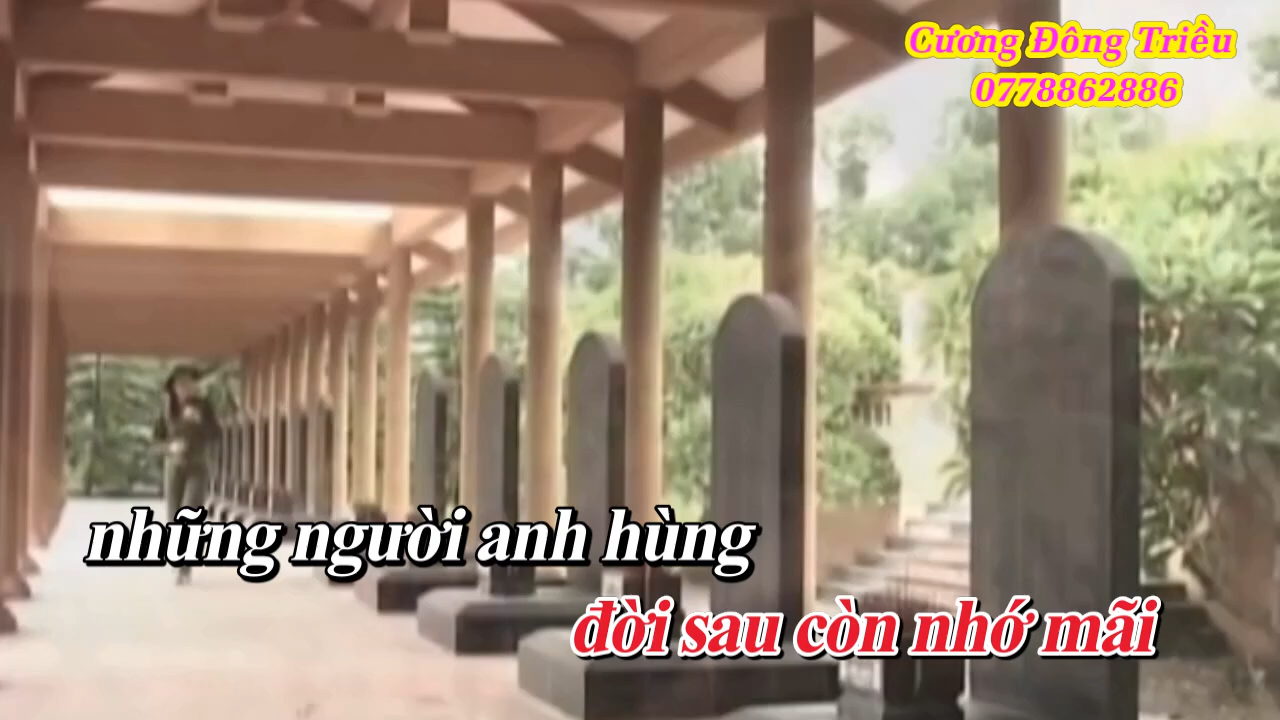 Cương Đông Triều
0778862886
những người anh hùng
đời sau còn nhớ mãi